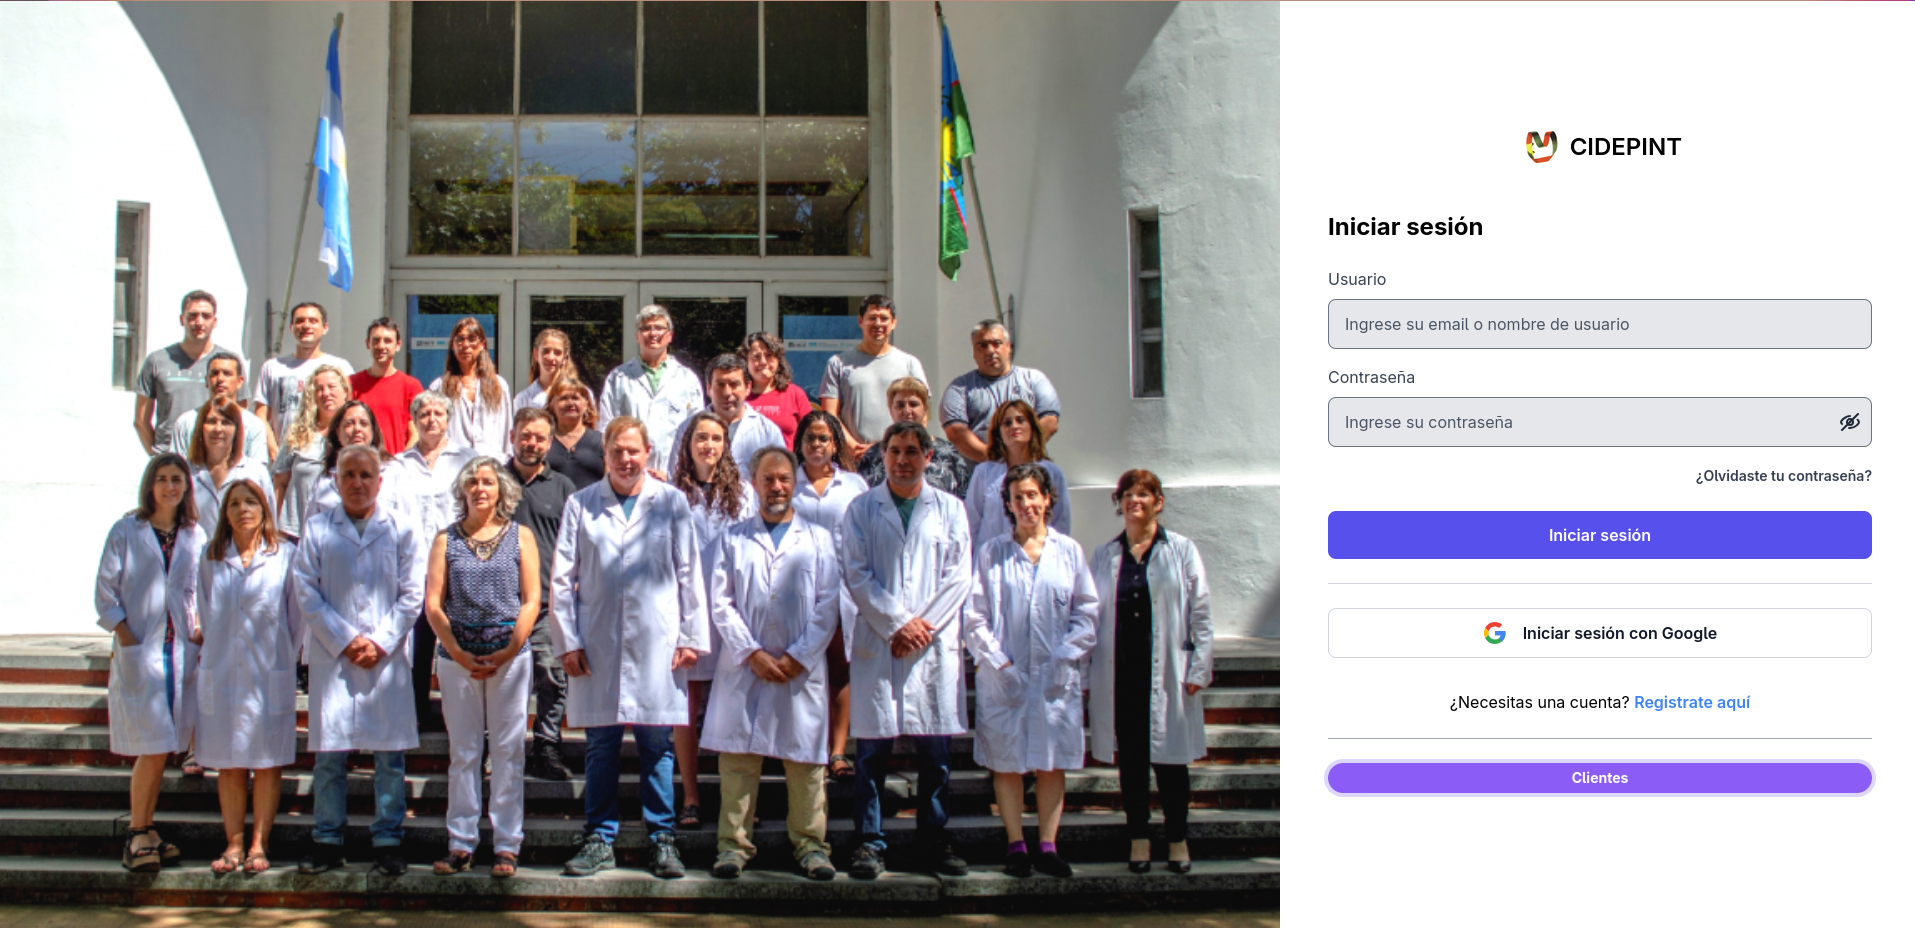 CIDEPINT
Iniciar sesión
Usuario
Ingrese su email o nombre de usuario
Contraseña
Ingrese su contraseña
¿Olvidaste tu contraseña?
Iniciar sesión
Iniciar sesión con Google
¿Necesitas una cuenta? Registrate aquí
Clientes